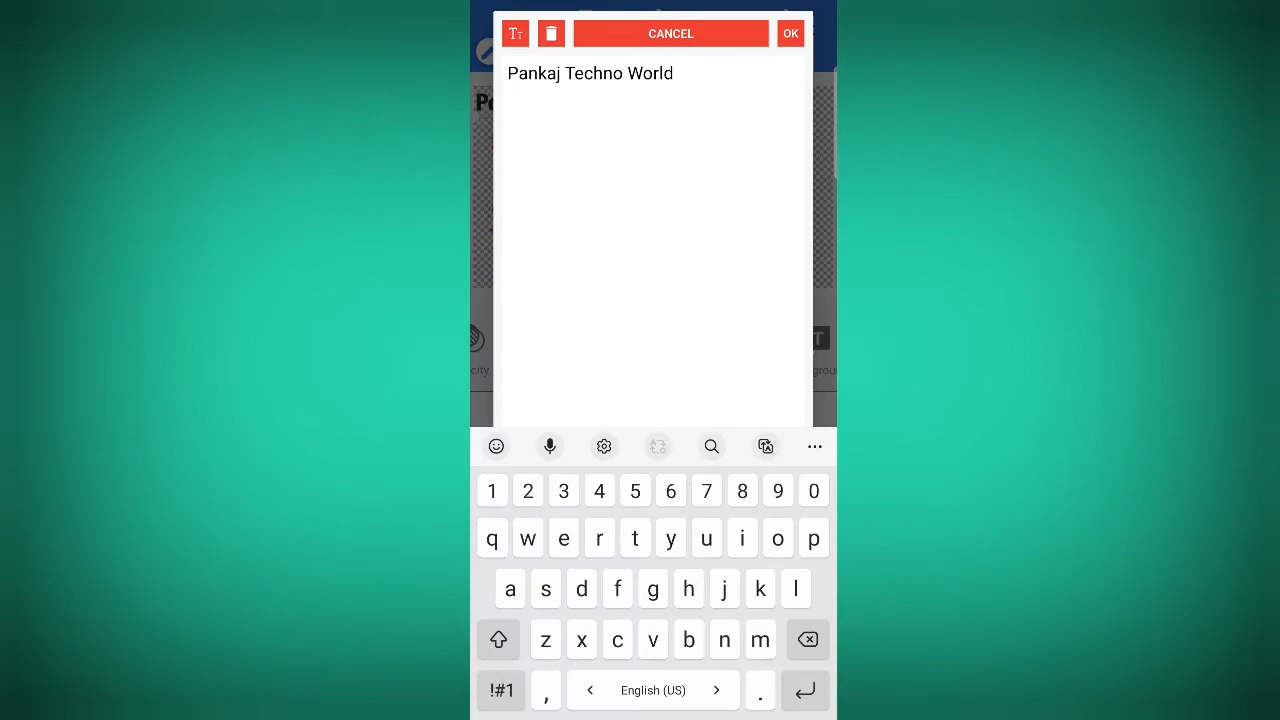 CANCEL
OK
Pankaj Techno World
1 2 3 4 5 6 7 8 9 0
q w e r t y u i o p
a s d f g h j k l
z x c v b n m
!#1 , < English (US) > .